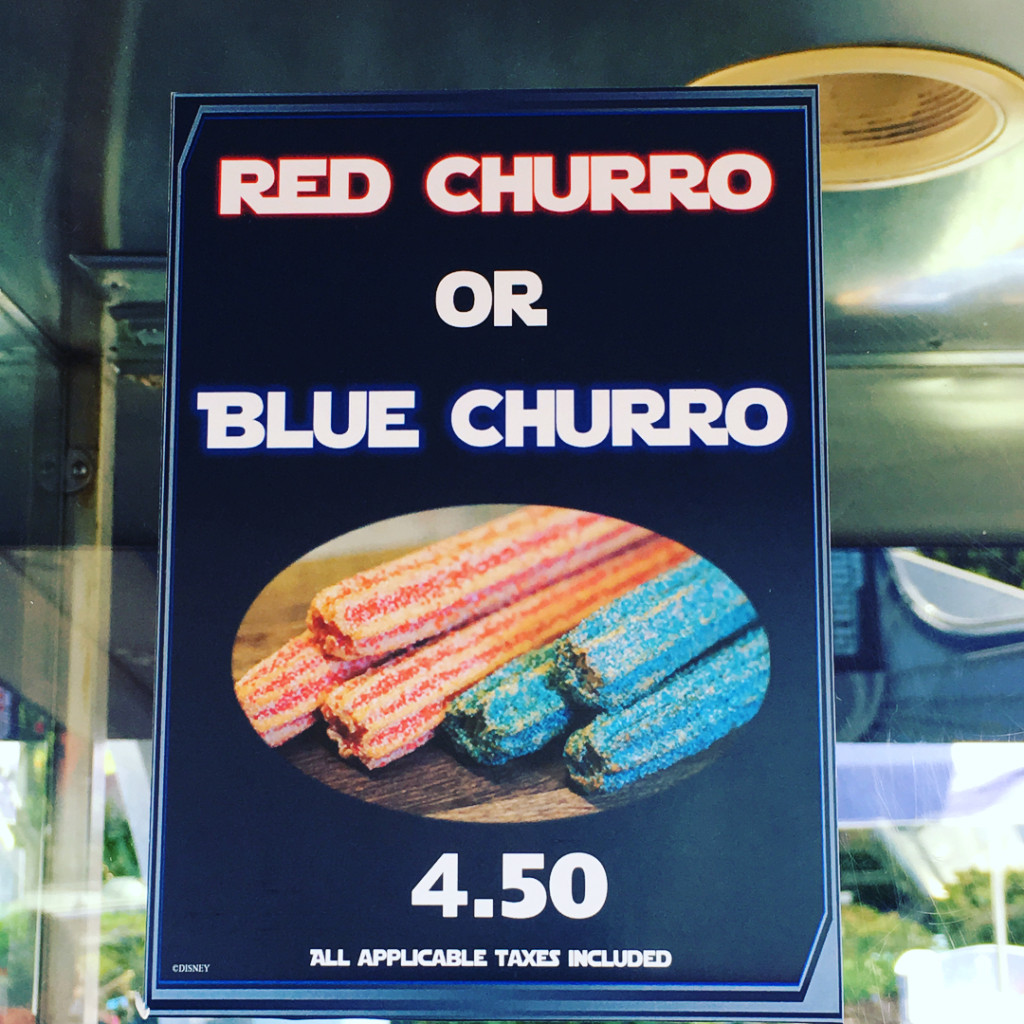 RED CHURRO
OR
BLUE CHURRO
4.50
ALL APPLICABLE TAXES INCLUDED
©DISNEY